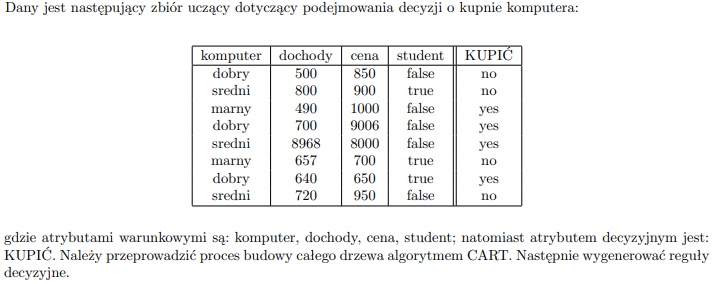 Dany jest następujący zbiór uczący dotyczący podejmowania decyzji o kupnie komputera:
komputer dochody cena student KUPIĆ
dobry 500 850 false no
sredni 800 900 true no
marny 490 1000 false yes
dobry 700 9006 false yes
sredni 8968 8000 false yes
marny 657 700 true no
dobry 640 650 true yes
sredni 720 950 false no
gdzie atrybutami warunkowymi są: komputer, dochody, cena, student; natomiast atrybutem decyzyjnym jest:
KUPIĆ. Należy przeprowadzić proces budowy całego drzewa algorytmem CART. Następnie wygenerować reguły
decyzyjne.